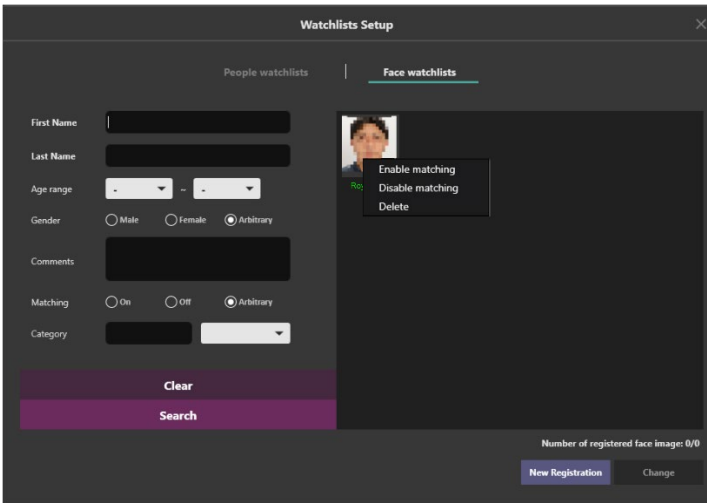 Watchlists Setup
People watchlists
Face watchlists
First Name
Last Name
Age range - ~ -
Gender Male Female Arbitrary
Comments
Matching On Off Arbitrary
Category
Clear
Search
Enable matching
Disable matching
Delete
Number of registered face image: 0/0
New Registration Change